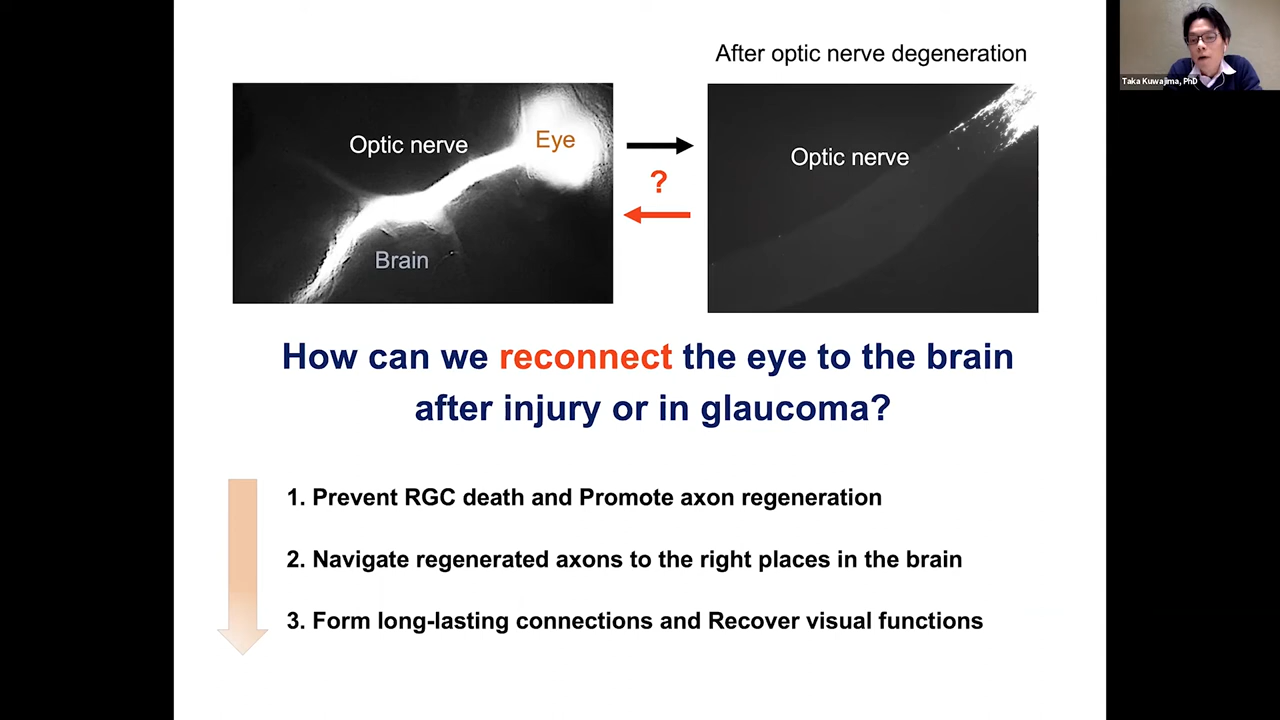 After optic nerve degeneration
Optic nerve
Eye
Brain
?
Optic nerve
How can we reconnect the eye to the brain
after injury or in glaucoma?
1. Prevent RGC death and Promote axon regeneration
2. Navigate regenerated axons to the right places in the brain
3. Form long-lasting connections and Recover visual functions
Taka Kuwajima, PhD